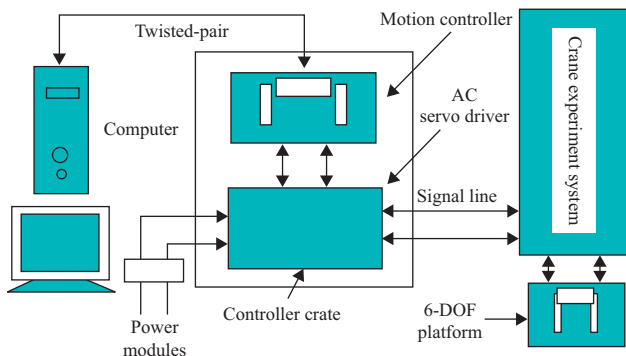 Twisted-pair
Motion controller
Computer
AC
servo driver
Crane experiment system
Signal line
Controller crate
Power
modules
6-DOF
platform